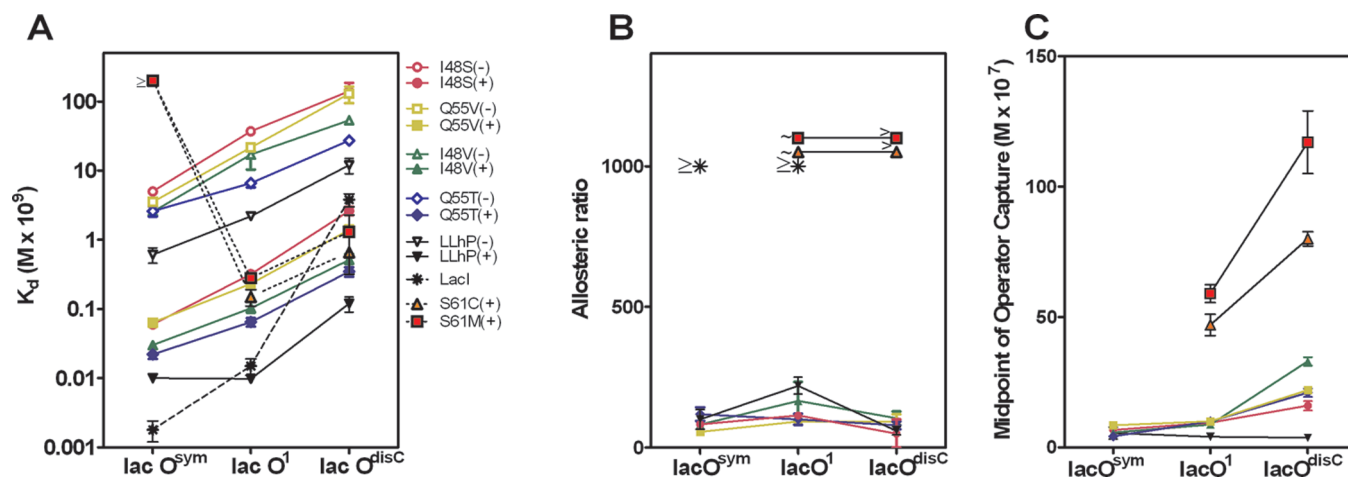 A
K_d (M x 10^9)
100
10
1
0.1
0.01
0.001
≥
lac O^sym
lac O^1
lac O^disC
I48S(-)
I48S(+)
Q55V(-)
Q55V(+)
I48V(-)
I48V(+)
Q55T(-)
Q55T(+)
LLhP(-)
LLhP(+)
LacI
S61C(+)
S61M(+)
B
Allosteric ratio
1000
500
0
≥
~
~
≥
>
>
lacO^sym
lacO^1
lacO^disC
C
Midpoint of Operator Capture (M x 10^7)
150
100
50
0
lacO^sym
lacO^1
lacO^disC